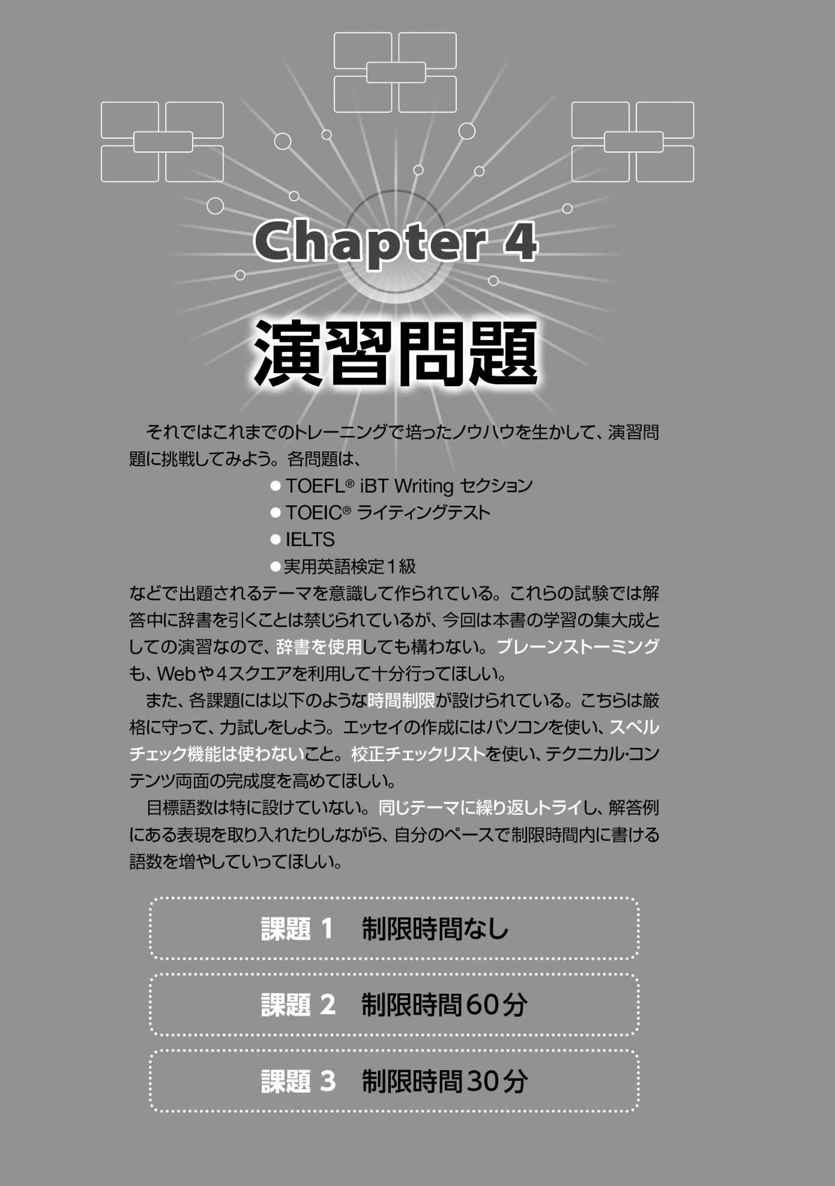 Chapter 4
演習問題
それではこれまでのトレーニングで培ったノウハウを生かして、演習問
題に挑戦してみよう。各問題は、
●TOEFL® iBT Writing セクション
●TOEIC® ライティングテスト
●IELTS
●実用英語検定1級
などで出題されるテーマを意識して作られている。これらの試験では解
答中に辞書を引くことは禁じられているが、今回は本書の学習の集大成と
しての演習なので、辞書を使用しても構わない。ブレーンストーミング
も、Webや4スクエアを利用して十分行ってほしい。
また、各課題には以下のような時間制限が設けられている。こちらは厳
格に守って、力試しをしよう。エッセイの作成にはパソコンを使い、スペル
チェック機能は使わないこと。校正チェックリストを使い、テクニカル・コン
テンツ両面の完成度を高めてほしい。
目標語数は特に設けていない。同じテーマに繰り返しトライし、解答例
にある表現を取り入れたりしながら、自分のペースで制限時間内に書ける
語数を増やしていってほしい。
課題 1 制限時間なし
課題 2 制限時間60分
課題 3 制限時間30分